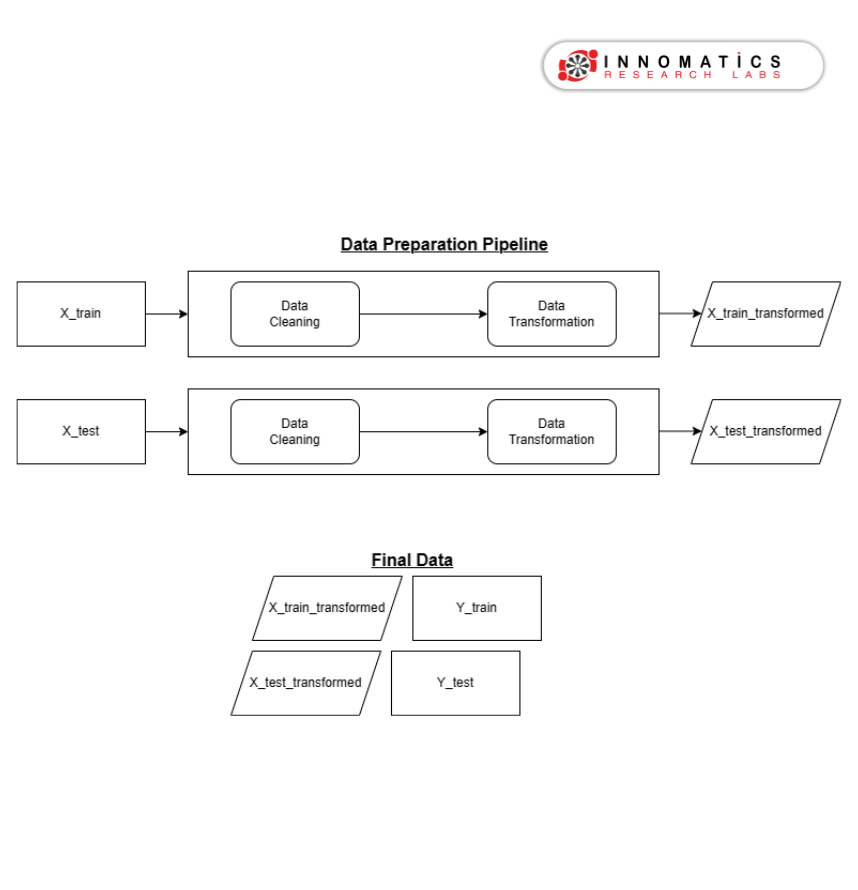 INNOMATICS
RESEARCH LABS
Data Preparation Pipeline
X_train
Data
Cleaning
Data
Transformation
X_train_transformed
X_test
Data
Cleaning
Data
Transformation
X_test_transformed
Final Data
X_train_transformed
Y_train
X_test_transformed
Y_test